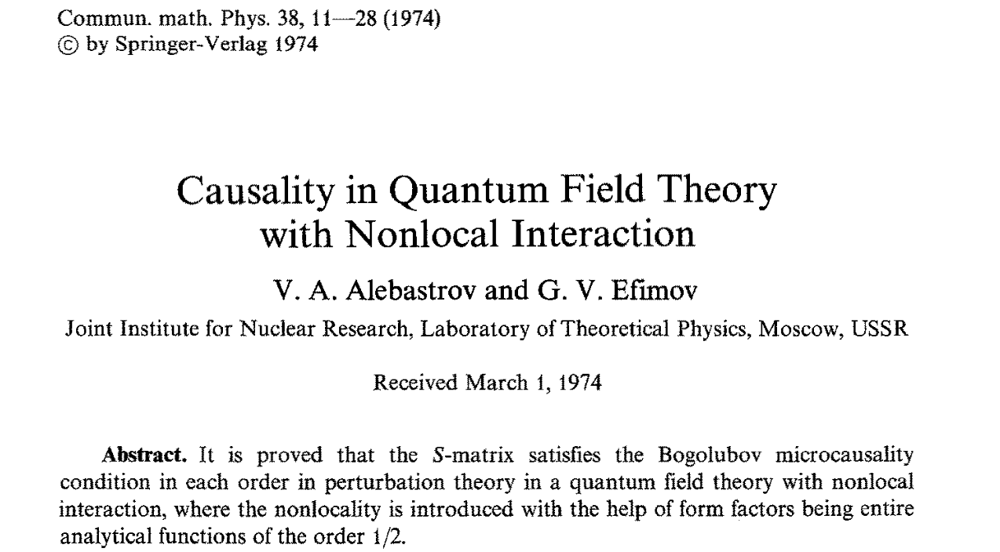 Commun. math. Phys. 38, 11—28 (1974)
© by Springer-Verlag 1974
Causality in Quantum Field Theory
with Nonlocal Interaction
V. A. Alebastrov and G. V. Efimov
Joint Institute for Nuclear Research, Laboratory of Theoretical Physics, Moscow, USSR
Received March 1, 1974
Abstract. It is proved that the S-matrix satisfies the Bogolubov microcausality
condition in each order in perturbation theory in a quantum field theory with nonlocal
interaction, where the nonlocality is introduced with the help of form factors being entire
analytical functions of the order 1/2.